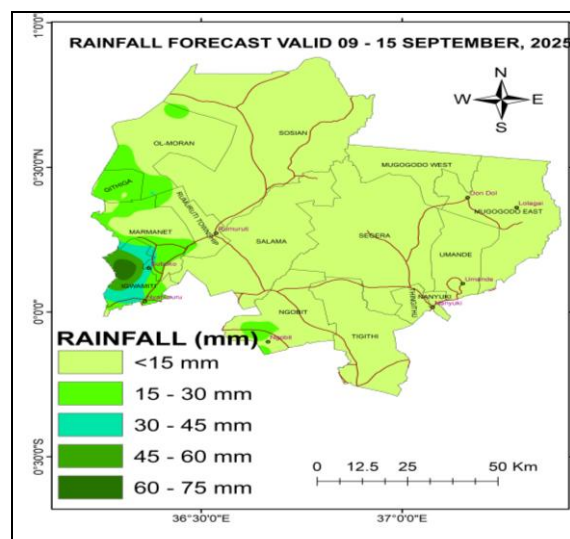 RAINFALL FORECAST VALID 09 - 15 SEPTEMBER, 2025
1°0'0"N
N
W E
S
OL-MORAN
SOSIAN
0°30'0"N
GITHIGA
MUGOGODO WEST
Don Dol
Lolegai
MUGOGODO EAST
RUMURUTI TOWNSHIP
MARMANET
Rumuruti
SALAMA
SEGERA
UMANDE
Umande
IGWAMITI
0°0'0"
NGOBIT
THINGITHU
NANYUKI
Nanyuki
Ngobit
TIGITHI
RAINFALL (mm)
<15 mm
15 - 30 mm
30 - 45 mm
45 - 60 mm
60 - 75 mm
0°30'0"S
0 12.5 25 50 Km
36°30'0"E 37°0'0"E